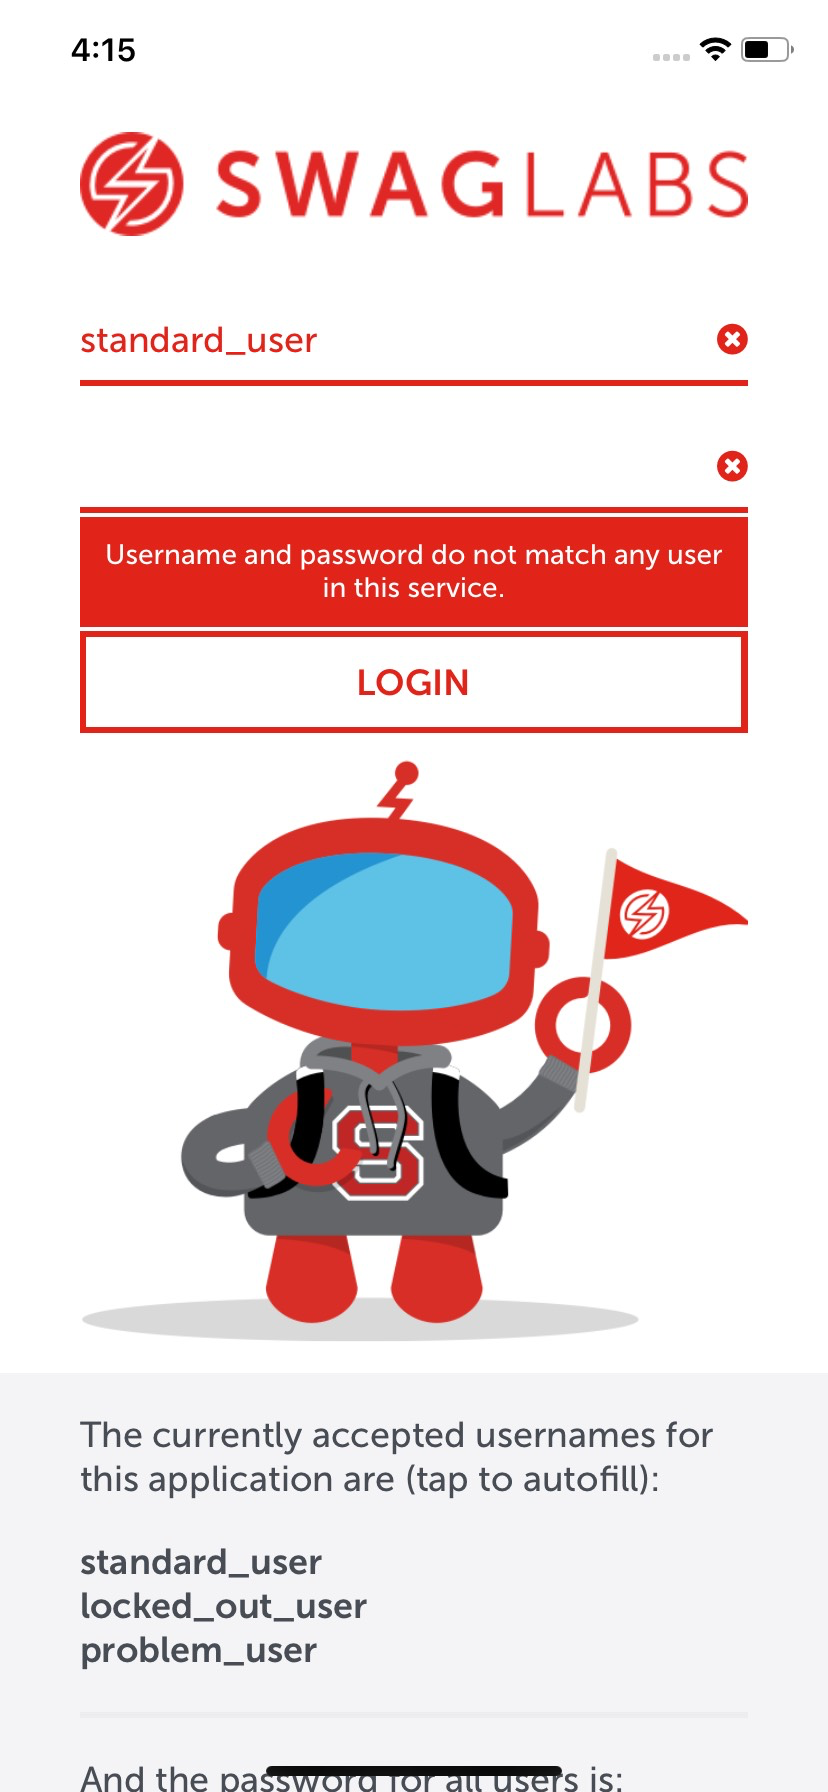 4:15
SWAGLABS
standard_user
Username and password do not match any user
in this service.
LOGIN
S
The currently accepted usernames for
this application are (tap to autofill):
standard_user
locked_out_user
problem_user
And the password for all users is: